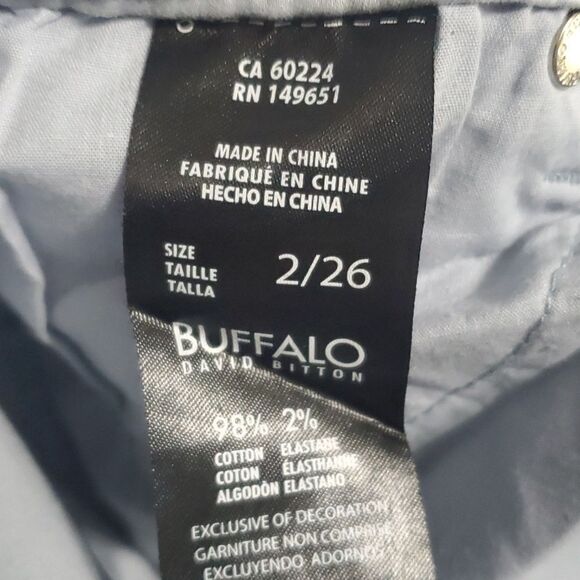 CA 60224
RN 149651
MADE IN CHINA
FABRIQUÉ EN CHINE
HECHO EN CHINA
SIZE
TAILLE
TALLA
2/26
BUFFALO
DAVID BITTON
98% 2%
COTTON ELASTANE
COTON ÉLASTHANNE
ALGODÓN ELASTANO
EXCLUSIVE OF DECORATION
GARNITURE NON COMPRISE
EXCLUYENDO ADORNOS